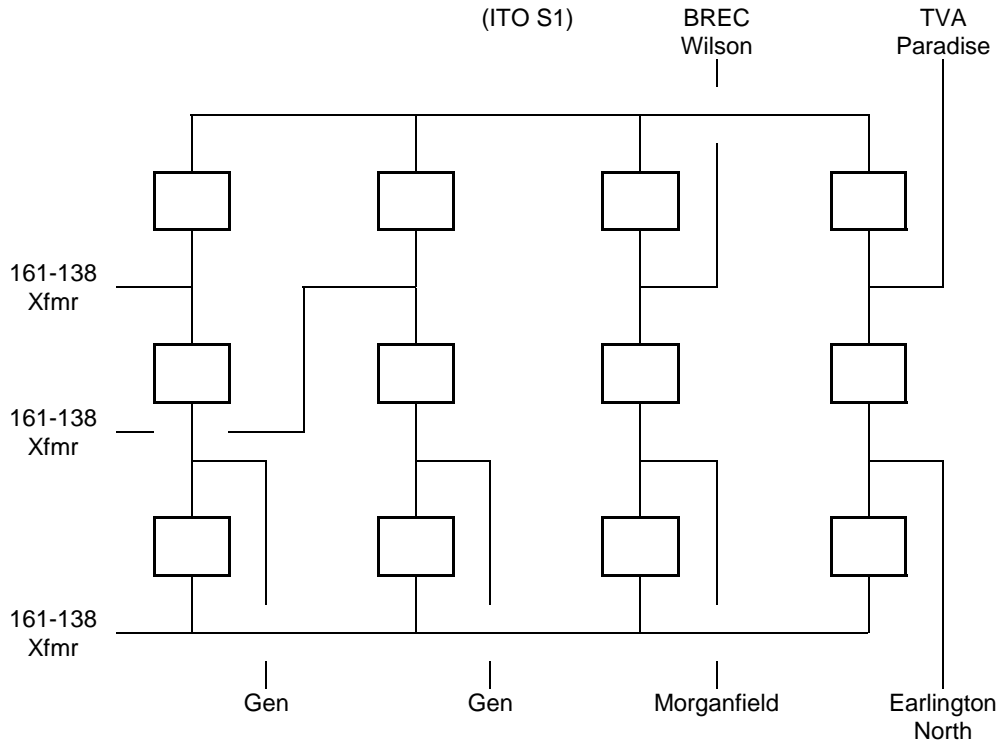 (ITO S1)
BREC
Wilson
TVA
Paradise
161-138
Xfmr
161-138
Xfmr
161-138
Xfmr
Gen
Gen
Morganfield
Earlington
North